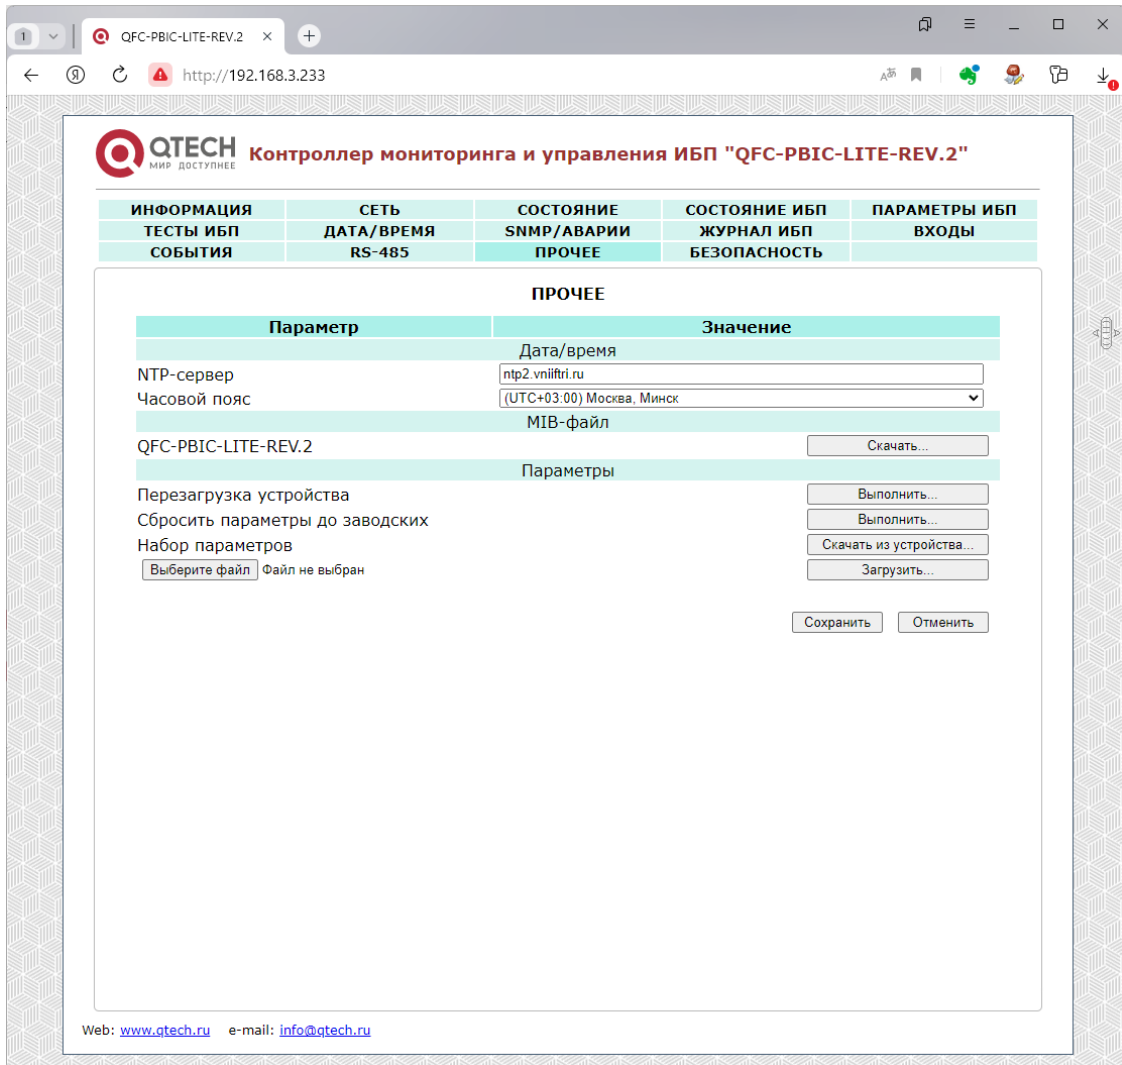 1
QFC-PBIC-LITE-REV.2
http://192.168.3.233
QTECH
МИР ДОСТУПНЕЕ
Контроллер мониторинга и управления ИБП "QFC-PBIC-LITE-REV.2"
ИНФОРМАЦИЯ СЕТЬ СОСТОЯНИЕ СОСТОЯНИЕ ИБП ПАРАМЕТРЫ ИБП
ТЕСТЫ ИБП ДАТА/ВРЕМЯ SNMP/АВАРИИ ЖУРНАЛ ИБП ВХОДЫ
СОБЫТИЯ RS-485 ПРОЧЕЕ БЕЗОПАСНОСТЬ
ПРОЧЕЕ
Параметр Значение
Дата/время
NTP-сервер ntp2.vniiftri.ru
Часовой пояс (UTC+03:00) Москва, Минск
MIB-файл
QFC-PBIC-LITE-REV.2 Скачать...
Параметры
Перезагрузка устройства Выполнить...
Сбросить параметры до заводских Выполнить...
Набор параметров Скачать из устройства...
Выберите файл Файл не выбран Загрузить...
Сохранить Отменить
Web: www.qtech.ru e-mail: info@qtech.ru